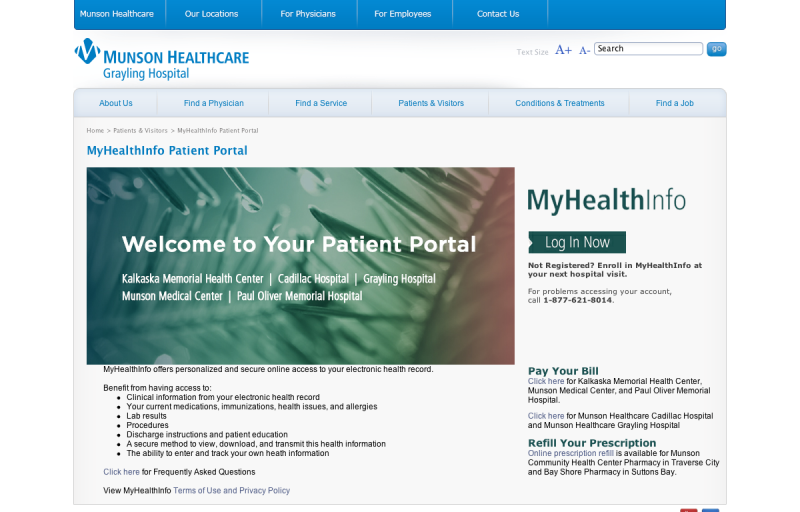 Munson Healthcare
Our Locations
For Physicians
For Employees
Contact Us
MUNSON HEALTHCARE
Grayling Hospital
Text Size A+ A- Search go
About Us
Find a Physician
Find a Service
Patients & Visitors
Conditions & Treatments
Find a Job
Home > Patients & Visitors > MyHealthInfo Patient Portal
MyHealthInfo Patient Portal
Welcome to Your Patient Portal
Kalkaska Memorial Health Center | Cadillac Hospital | Grayling Hospital
Munson Medical Center | Paul Oliver Memorial Hospital
MyHealthInfo offers personalized and secure online access to your electronic health record.
Benefit from having access to:
• Clinical information from your electronic health record
• Your current medications, immunizations, health issues, and allergies
• Lab results
• Procedures
• Discharge instructions and patient education
• A secure method to view, download, and transmit this health information
• The ability to enter and track your own heath information
Click here for Frequently Asked Questions
View MyHealthInfo Terms of Use and Privacy Policy
MyHealthInfo
Log In Now
Not Registered? Enroll in MyHealthInfo at
your next hospital visit.
For problems accessing your account,
call 1-877-621-8014.
Pay Your Bill
Click here for Kalkaska Memorial Health Center,
Munson Medical Center, and Paul Oliver Memorial
Hospital.
Click here for Munson Healthcare Cadillac Hospital
and Munson Healthcare Grayling Hospital
Refill Your Prescription
Online prescription refill is available for Munson
Community Health Center Pharmacy in Traverse City
and Bay Shore Pharmacy in Suttons Bay.